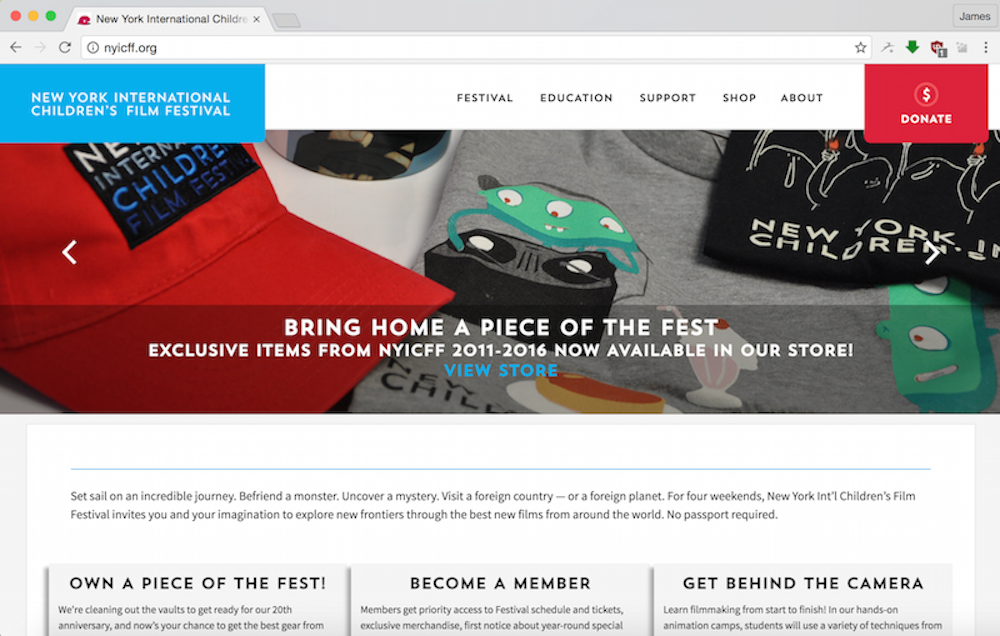 New York International Childre
James
nyicff.org
NEW YORK INTERNATIONAL
CHILDREN'S FILM FESTIVAL
FESTIVAL EDUCATION SUPPORT SHOP ABOUT
$
DONATE
NEW
INTERNA
CHILDREN
FILM FESTIV
NEW YORK IN
CHILDREN'S
BRING HOME A PIECE OF THE FEST
EXCLUSIVE ITEMS FROM NYICFF 2011-2016 NOW AVAILABLE IN OUR STORE!
VIEW STORE
NEW
CHILL
Set sail on an incredible journey. Befriend a monster. Uncover a mystery. Visit a foreign country — or a foreign planet. For four weekends, New York Int'l Children's Film
Festival invites you and your imagination to explore new frontiers through the best new films from around the world. No passport required.
OWN A PIECE OF THE FEST!
We're cleaning out the vaults to get ready for our 20th
anniversary, and now's your chance to get the best gear from
BECOME A MEMBER
Members get priority access to Festival schedule and tickets,
exclusive merchandise, first notice about year-round special
GET BEHIND THE CAMERA
Learn filmmaking from start to finish! In our hands-on
animation camps, students will use a variety of techniques from